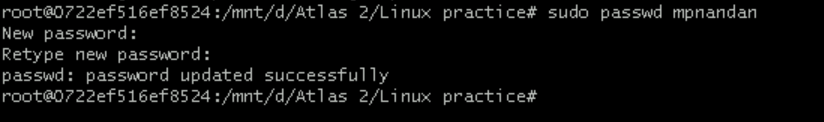 root@0722ef516ef8524:/mnt/d/Atlas 2/Linux practice# sudo passwd mpnandan
New password:
Retype new password:
passwd: password updated successfully
root@0722ef516ef8524:/mnt/d/Atlas 2/Linux practice#